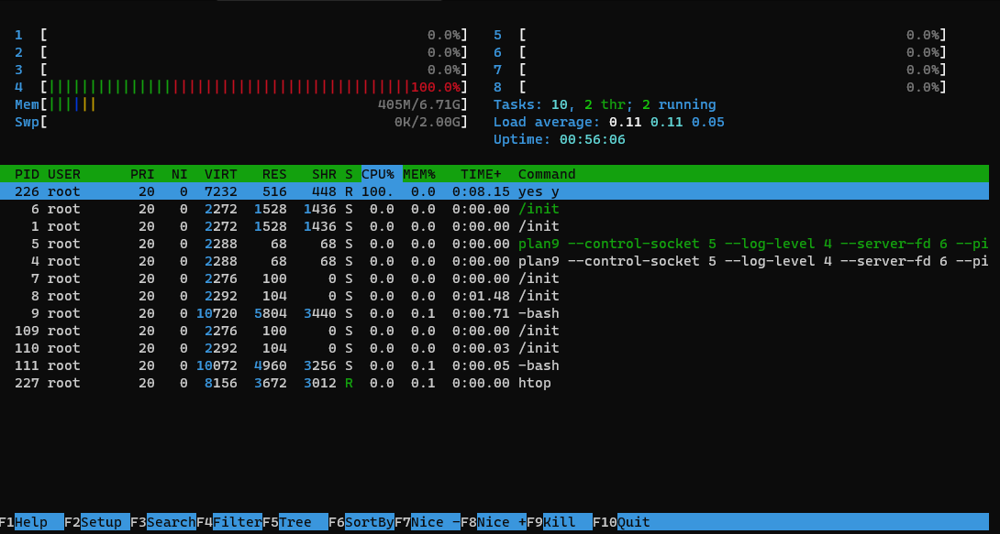 1 [ 0.0%] 5 [ 0.0%]
2 [ 0.0%] 6 [ 0.0%]
3 [ 0.0%] 7 [ 0.0%]
4 [||||||||||||||||||||||||||||||||||||||||||||100.0%] 8 [ 0.0%]
Mem[|||||| 405M/6.71G] Tasks: 10, 2 thr; 2 running
Swp[ 0K/2.00G] Load average: 0.11 0.11 0.05
Uptime: 00:56:06
PID USER PRI NI VIRT RES SHR S CPU% MEM% TIME+ Command
226 root 20 0 7232 516 448 R 100. 0.0 0:08.15 yes y
6 root 20 0 2272 1528 1436 S 0.0 0.0 0:00.00 /init
1 root 20 0 2272 1528 1436 S 0.0 0.0 0:00.00 /init
5 root 20 0 2288 68 68 S 0.0 0.0 0:00.00 plan9 --control-socket 5 --log-level 4 --server-fd 6 --pi
4 root 20 0 2288 68 68 S 0.0 0.0 0:00.00 plan9 --control-socket 5 --log-level 4 --server-fd 6 --pi
7 root 20 0 2276 100 0 S 0.0 0.0 0:00.00 /init
8 root 20 0 2292 104 0 S 0.0 0.0 0:01.48 /init
9 root 20 0 10720 5804 3440 S 0.0 0.1 0:00.71 -bash
109 root 20 0 2276 100 0 S 0.0 0.0 0:00.00 /init
110 root 20 0 2292 104 0 S 0.0 0.0 0:00.03 /init
111 root 20 0 10072 4960 3256 S 0.0 0.1 0:00.05 -bash
227 root 20 0 8156 3672 3012 R 0.0 0.1 0:00.00 htop
F1Help F2Setup F3SearchF4FilterF5Tree F6SortByF7Nice -F8Nice +F9Kill F10Quit